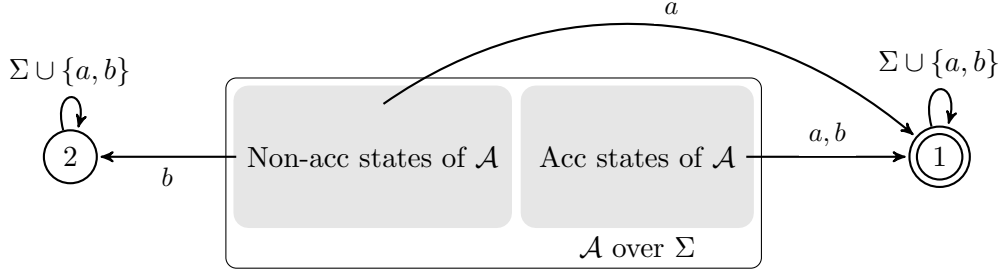 a
Σ ∪ {a, b}
Σ ∪ {a, b}
2
b
Non-acc states of 𝒜
Acc states of 𝒜
a, b
1
𝒜 over Σ